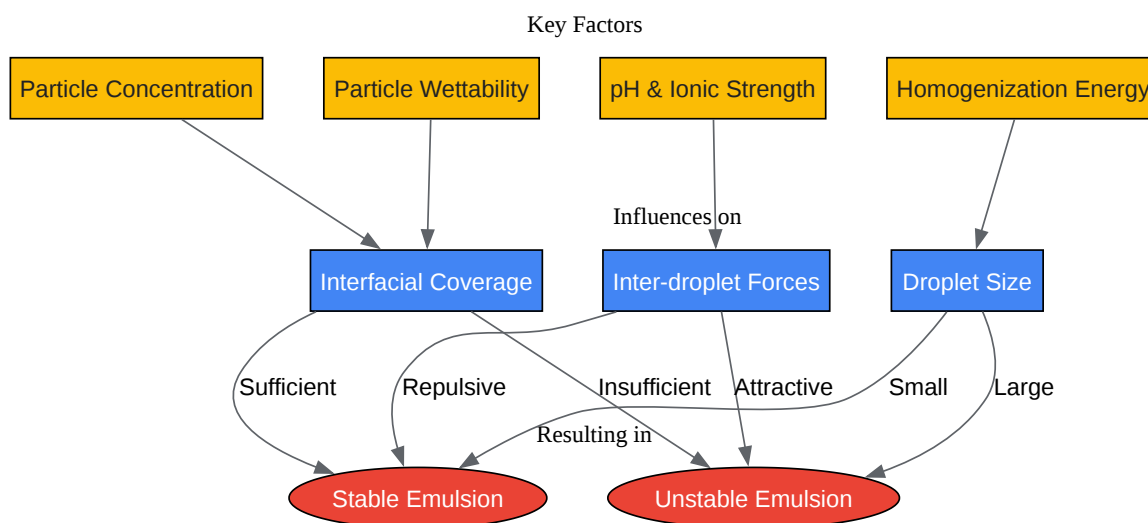 Key Factors
Particle Concentration
Particle Wettability
pH & Ionic Strength
Homogenization Energy
Influences on
Interfacial Coverage
Inter-droplet Forces
Droplet Size
Sufficient
Repulsive
Insufficient
Attractive
Small
Large
Resulting in
Stable Emulsion
Unstable Emulsion